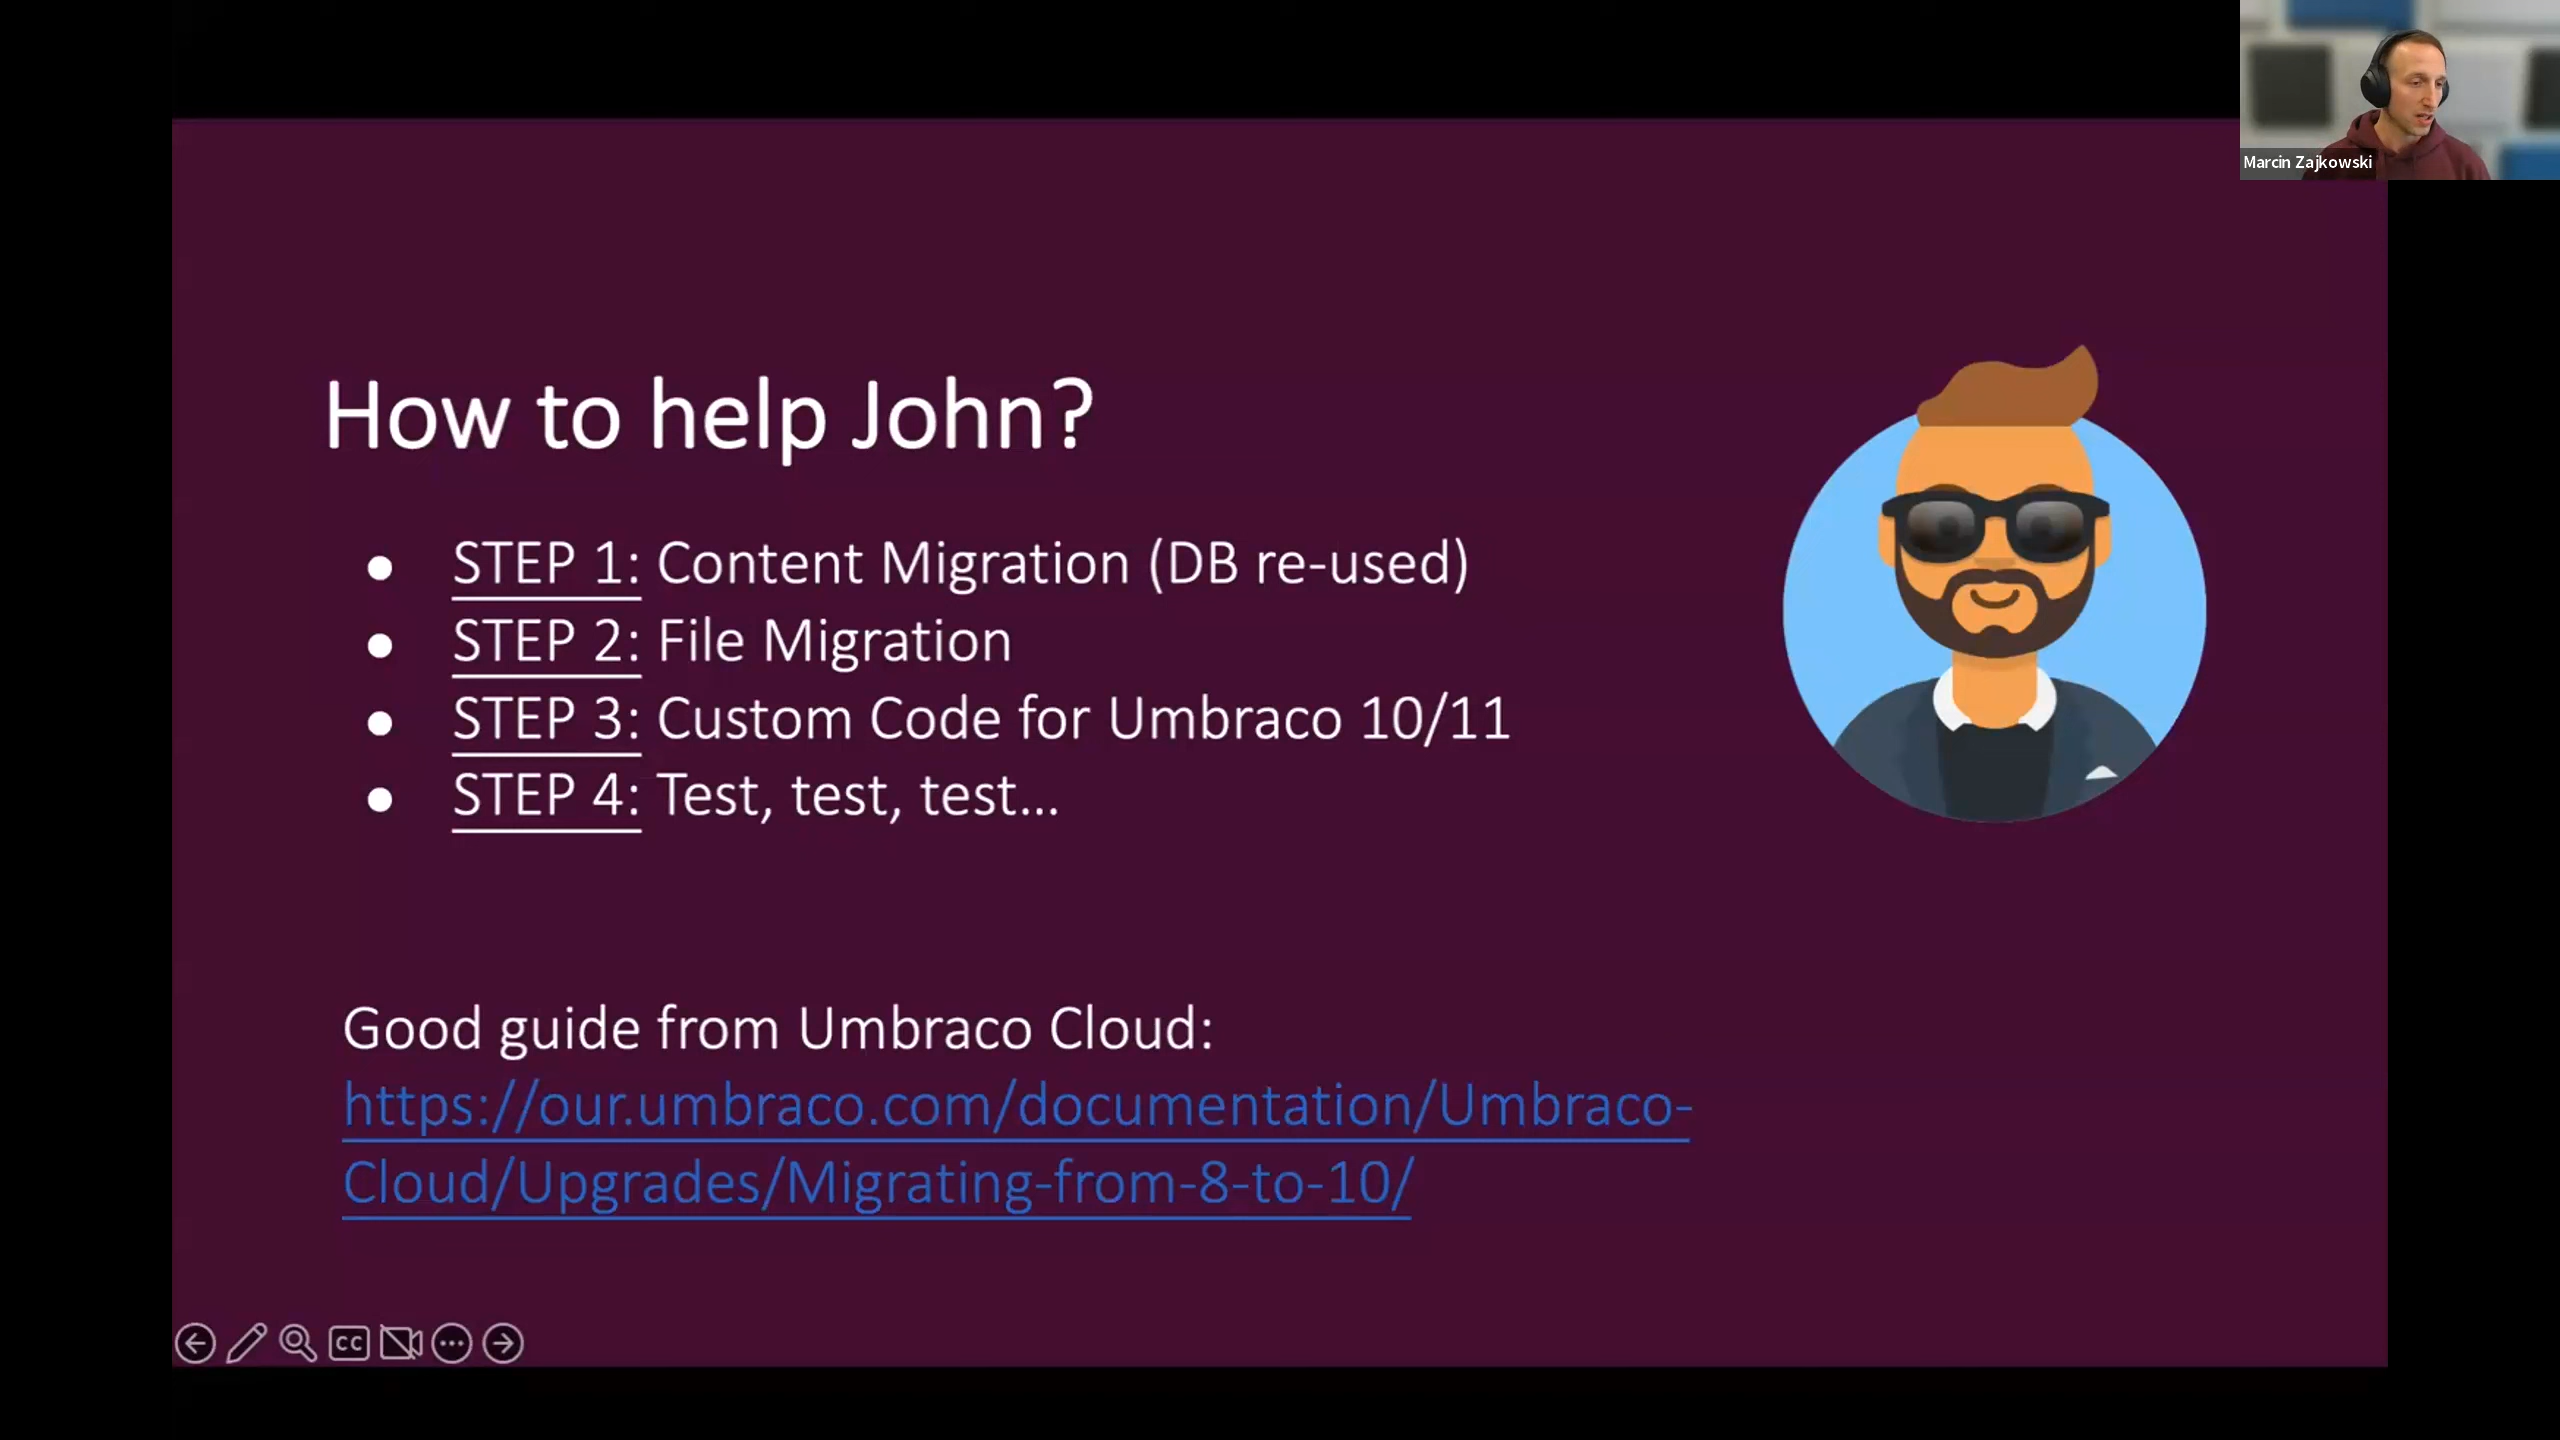 Marcin Zajkowski
How to help John?
● STEP 1: Content Migration (DB re-used)
● STEP 2: File Migration
● STEP 3: Custom Code for Umbraco 10/11
● STEP 4: Test, test, test...
Good guide from Umbraco Cloud:
https://our.umbraco.com/documentation/Umbraco-
Cloud/Upgrades/Migrating-from-8-to-10/
CC